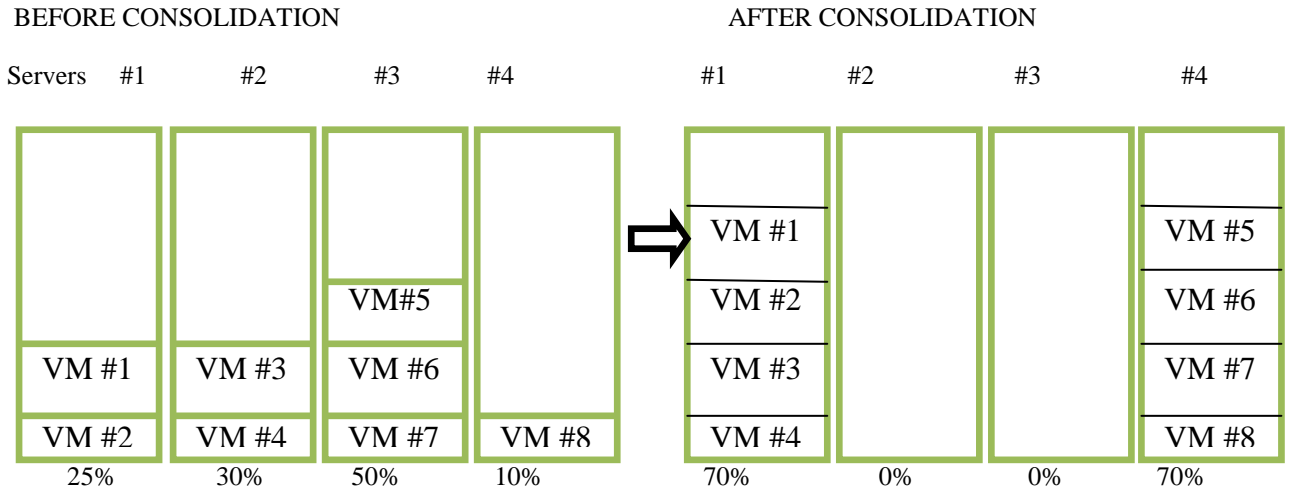 BEFORE CONSOLIDATION AFTER CONSOLIDATION
Servers #1 #2 #3 #4 #1 #2 #3 #4
VM #1 VM #5
VM#5 VM #2 VM #6
VM #1 VM #3 VM #6 VM #3 VM #7
VM #2 VM #4 VM #7 VM #8 VM #4 VM #8
25% 30% 50% 10% 70% 0% 0% 70%